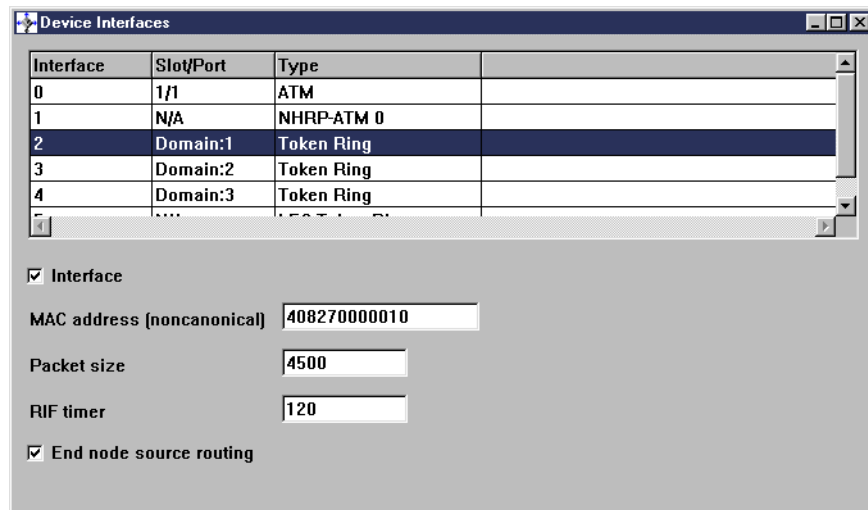 Device Interfaces
Interface Slot/Port Type
0 1/1 ATM
1 N/A NHRP-ATM 0
2 Domain:1 Token Ring
3 Domain:2 Token Ring
4 Domain:3 Token Ring
Interface
MAC address (noncanonical) 408270000010
Packet size 4500
RIF timer 120
End node source routing